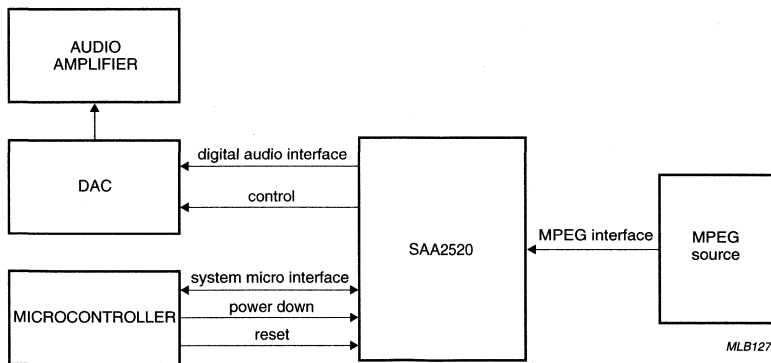 AUDIO
AMPLIFIER
DAC
digital audio interface
control
SAA2520
MPEG interface
MPEG
source
MICROCONTROLLER
system micro interface
power down
reset
MLB127